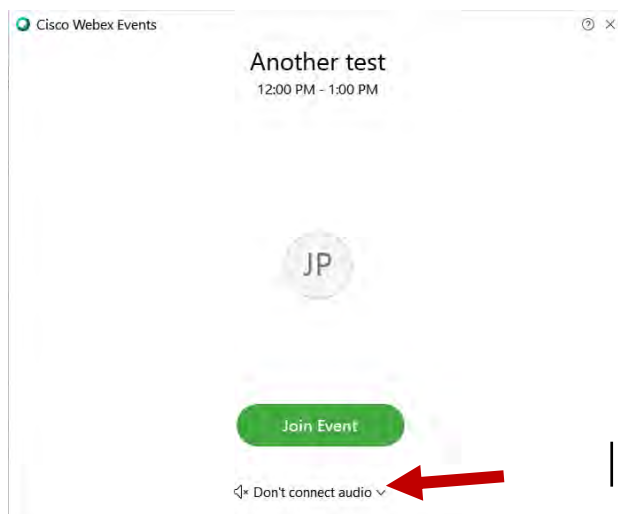 Cisco Webex Events
Another test
12:00 PM - 1:00 PM
JP
Join Event
Don't connect audio